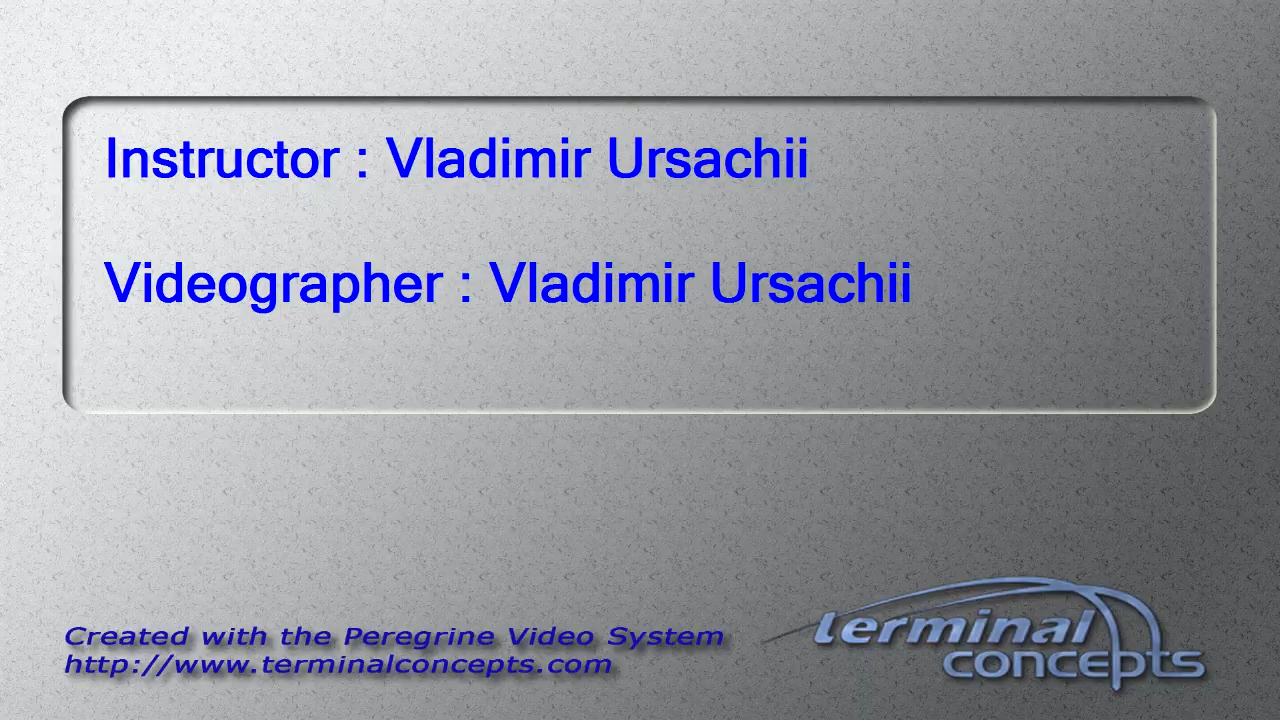 Instructor : Vladimir Ursachii
Videographer : Vladimir Ursachii
Created with the Peregrine Video System
http://www.terminalconcepts.com
terminal
concepts